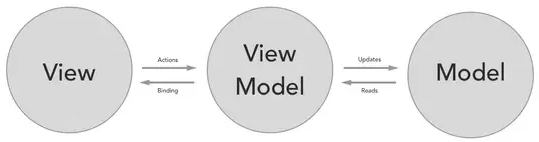 View
Actions
Binding
View
Model
Updates
Reads
Model